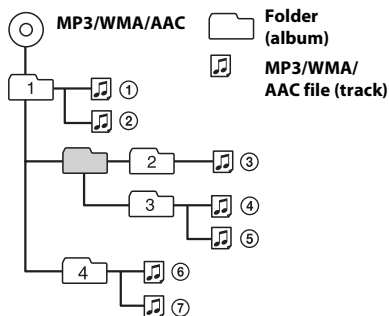 MP3/WMA/AAC
Folder
(album)
MP3/WMA/
AAC file (track)
1
①
②
2
③
3
④
⑤
4
⑥
⑦